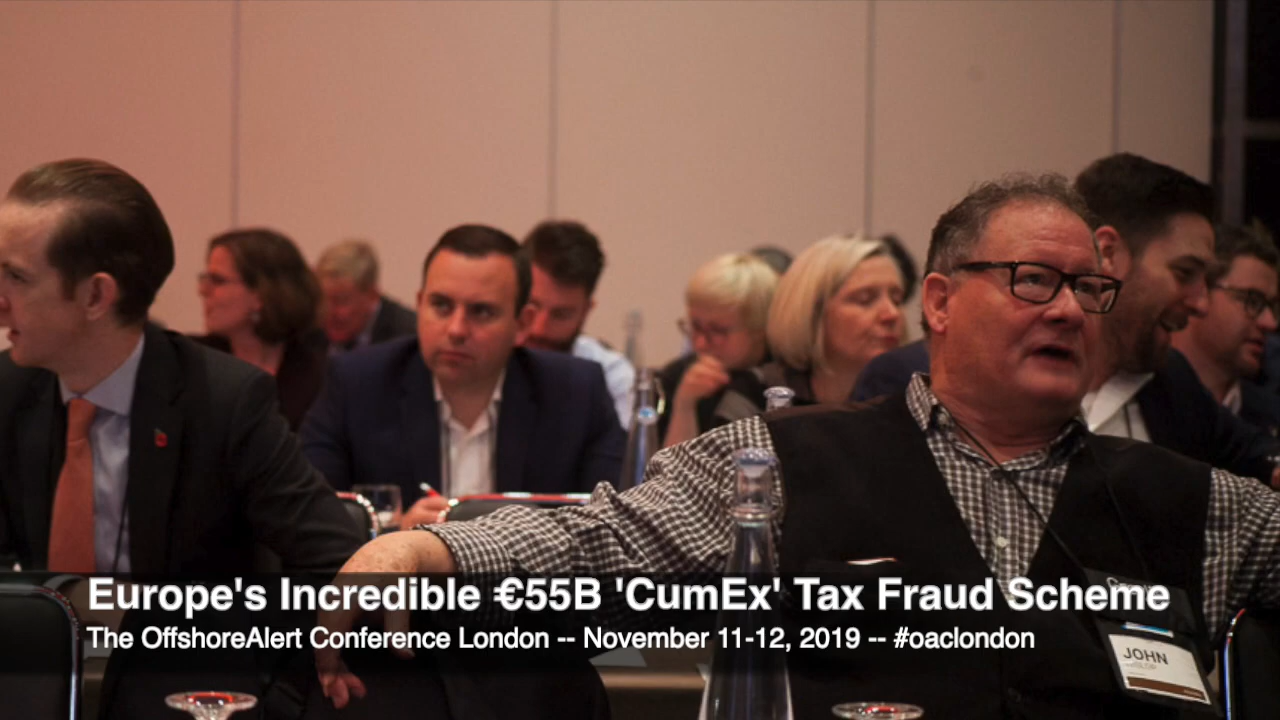 Europe's Incredible €55B 'CumEx' Tax Fraud Scheme
The OffshoreAlert Conference London -- November 11-12, 2019 -- #oaclondon
JOHN